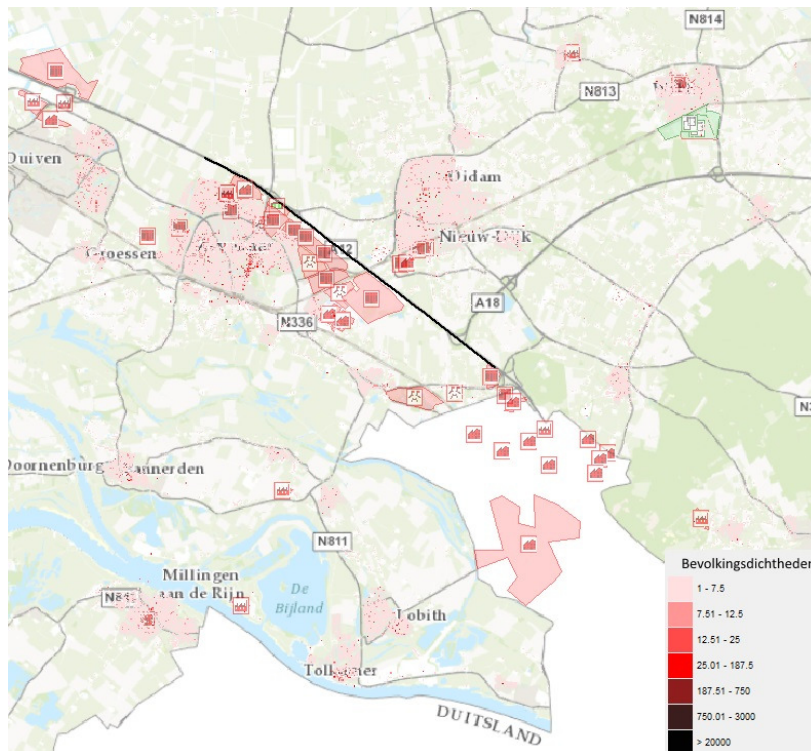 N814
N813
Duiven
Didam
Nieuw-Dijk
Groessen
A12
A18
N336
Doornenburg
Pannerden
N811
Millingen
aan de Rijn
De
Bijland
Lobith
Tolkamer
DUITSLAND
Bevolkingsdichtheden
1 - 7.5
7.51 - 12.5
12.51 - 25
25.01 - 187.5
187.51 - 750
750.01 - 3000
> 20000